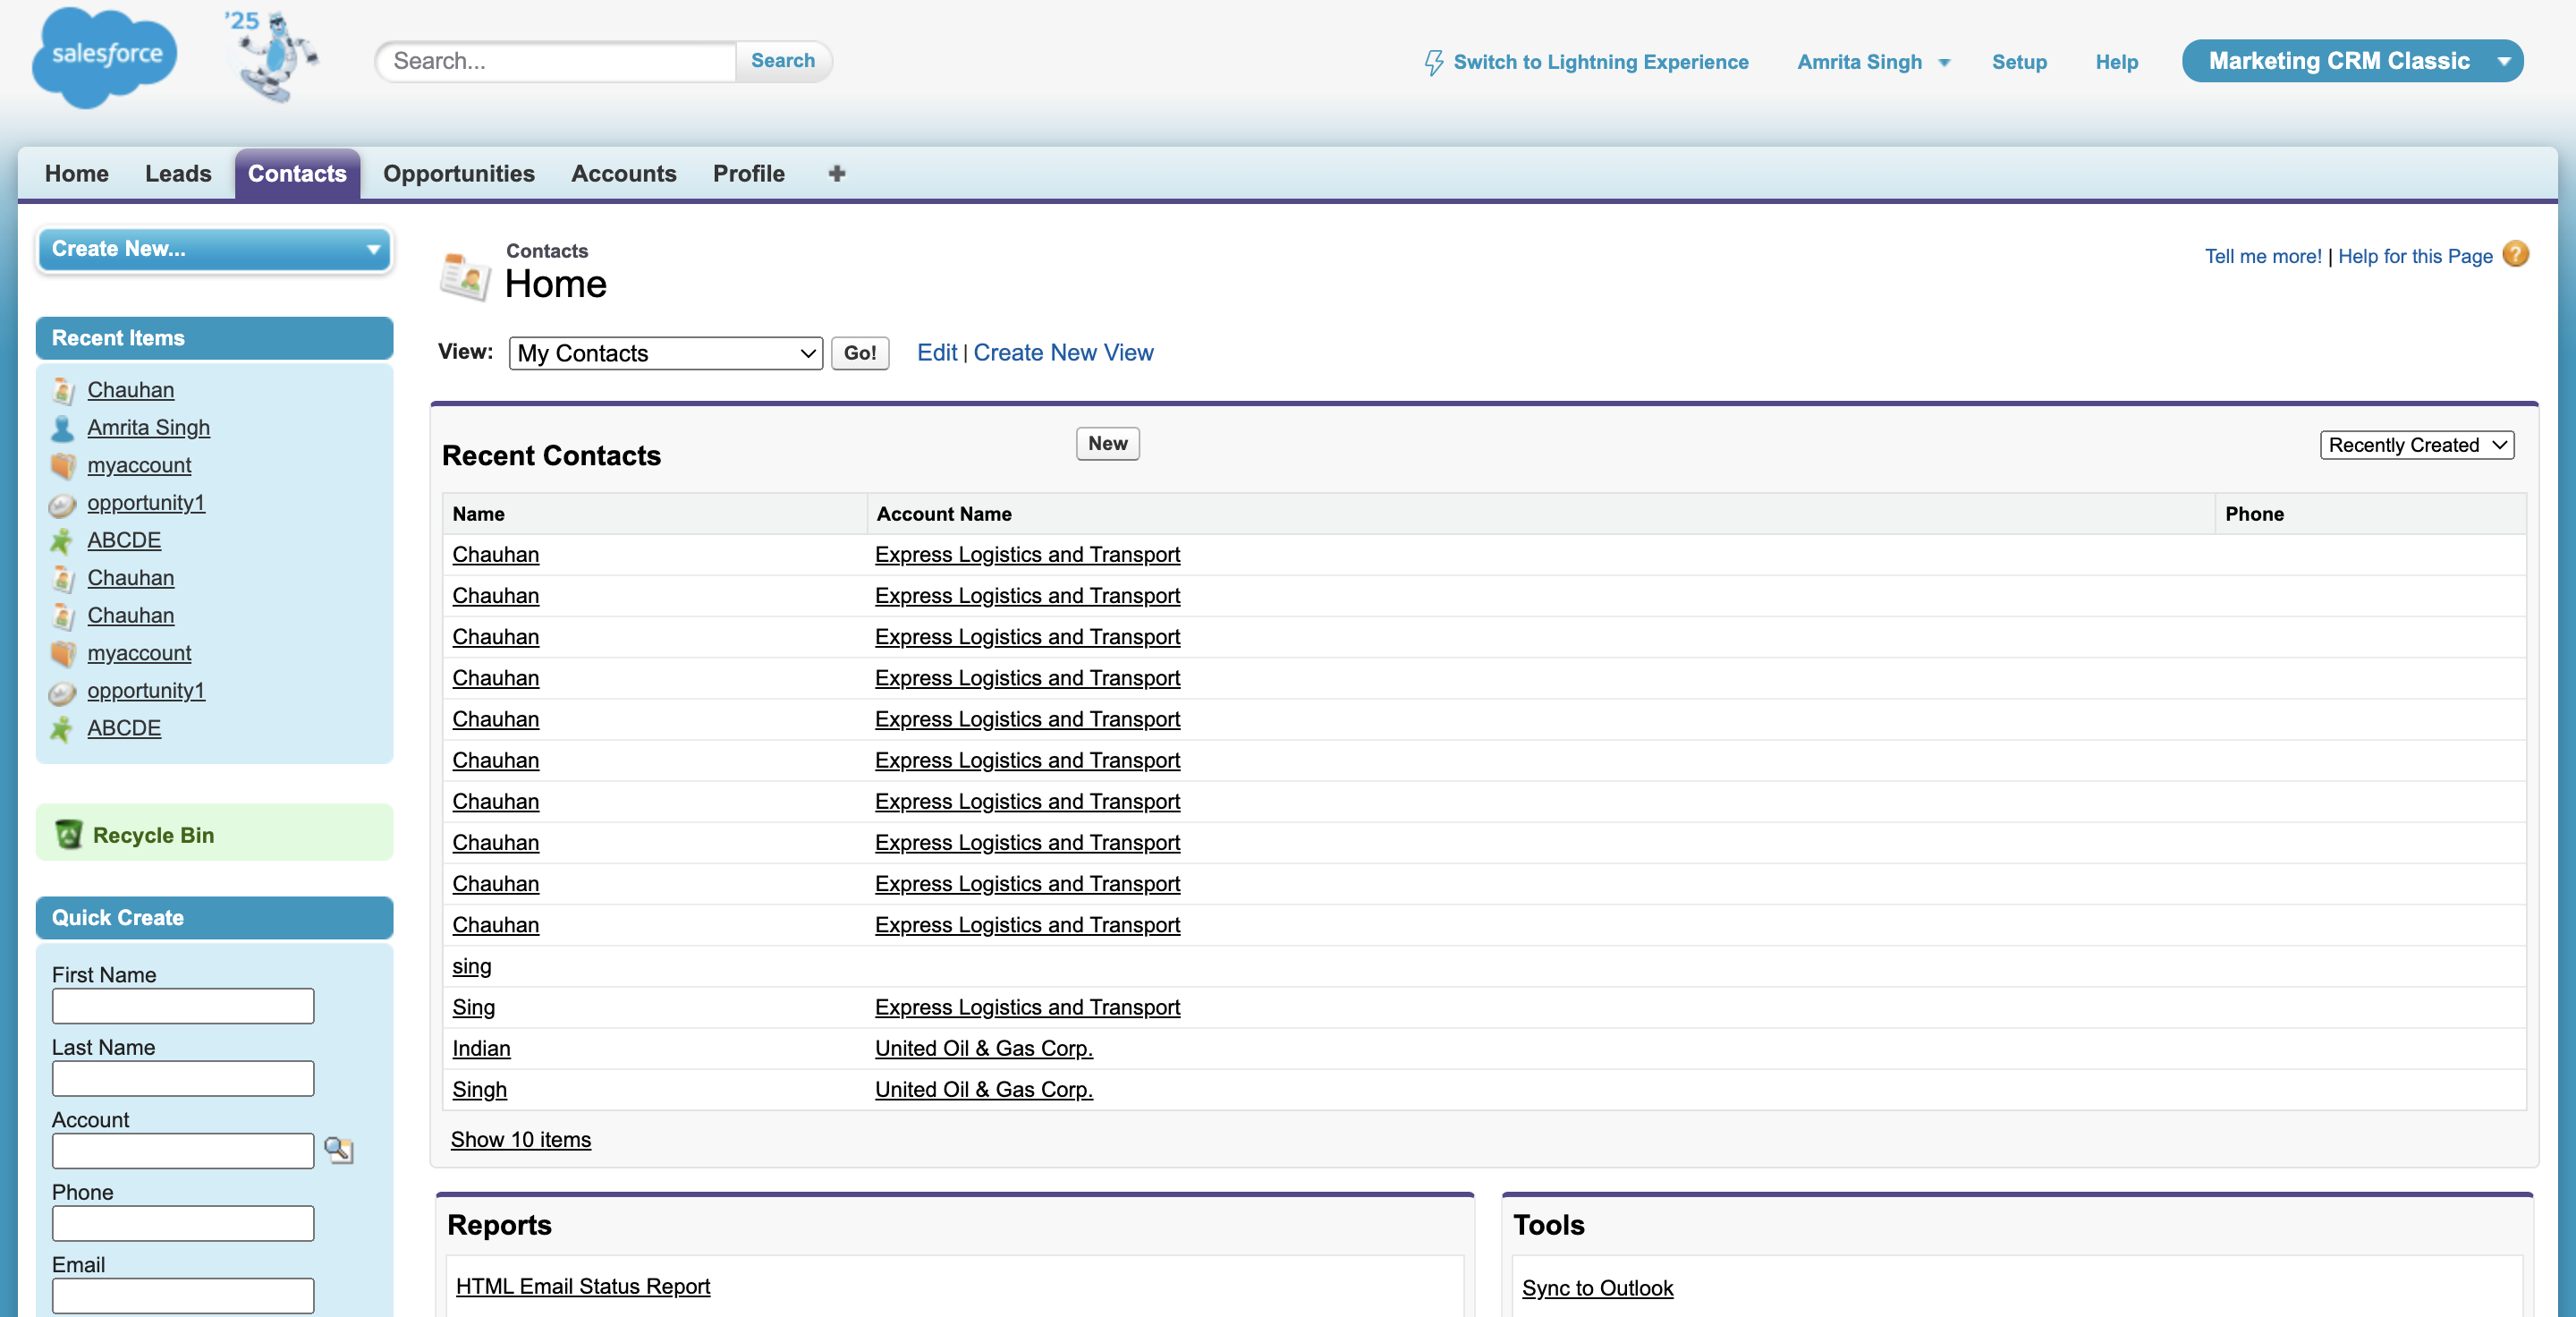 salesforce
'25
Search...
Search
Switch to Lightning Experience
Amrita Singh
Setup
Help
Marketing CRM Classic
Home
Leads
Contacts
Opportunities
Accounts
Profile
Create New...
Recent Items
Chauhan
Amrita Singh
myaccount
opportunity1
ABCDE
Chauhan
Chauhan
myaccount
opportunity1
ABCDE
Recycle Bin
Quick Create
First Name
Last Name
Account
Phone
Email
Contacts
Home
Tell me more! | Help for this Page ?
View: My Contacts Go! Edit | Create New View
Recent Contacts New Recently Created
Name Account Name Phone
Chauhan Express Logistics and Transport
Chauhan Express Logistics and Transport
Chauhan Express Logistics and Transport
Chauhan Express Logistics and Transport
Chauhan Express Logistics and Transport
Chauhan Express Logistics and Transport
Chauhan Express Logistics and Transport
Chauhan Express Logistics and Transport
Chauhan Express Logistics and Transport
Chauhan Express Logistics and Transport
sing
Sing Express Logistics and Transport
Indian United Oil & Gas Corp.
Singh United Oil & Gas Corp.
Show 10 items
Reports
HTML Email Status Report
Tools
Sync to Outlook